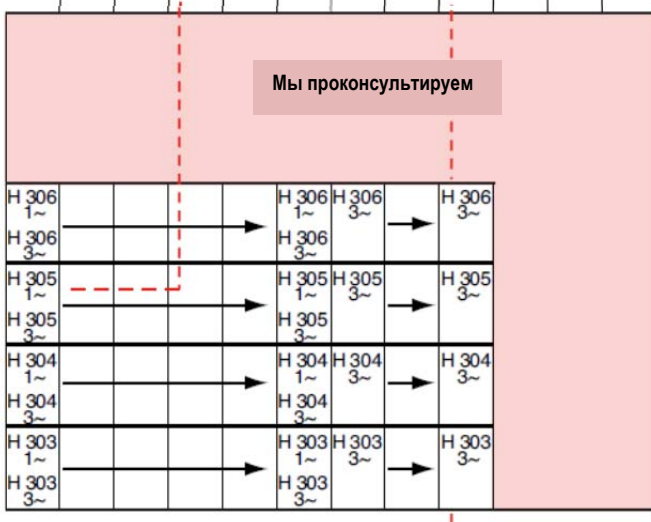 Мы проконсультируем
H 306 H 306 H 306 H 306
1~ 1~ 3~ 3~
H 306 H 306
3~ 3~
H 305 H 305 H 305 H 305
1~ 1~ 3~ 3~
H 305 H 305
3~ 3~
H 304 H 304 H 304 H 304
1~ 1~ 3~ 3~
H 304 H 304
3~ 3~
H 303 H 303 H 303 H 303
1~ 1~ 3~ 3~
H 303 H 303
3~ 3~